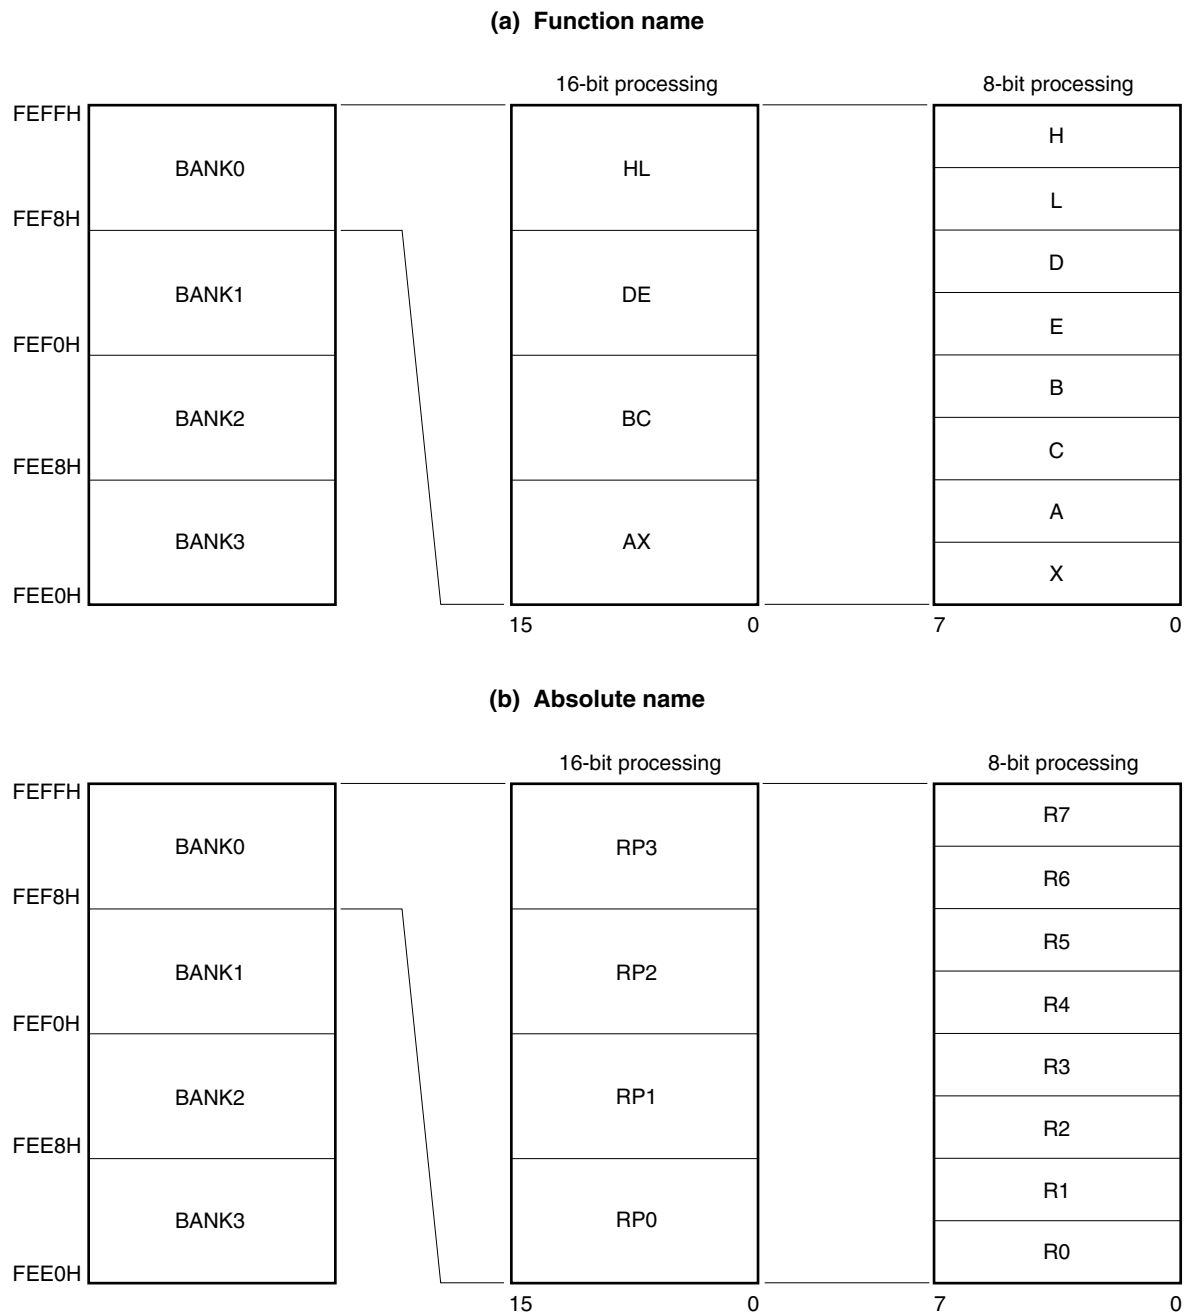 (a) Function name
16-bit processing
8-bit processing
FEFFH
BANK0
HL
H
L
FEF8H
BANK1
DE
D
E
FEF0H
BANK2
BC
B
C
FEE8H
BANK3
AX
A
X
FEE0H
15
0
7
0
(b) Absolute name
16-bit processing
8-bit processing
FEFFH
BANK0
RP3
R7
R6
FEF8H
BANK1
RP2
R5
R4
FEF0H
BANK2
RP1
R3
R2
FEE8H
BANK3
RP0
R1
R0
FEE0H
15
0
7
0